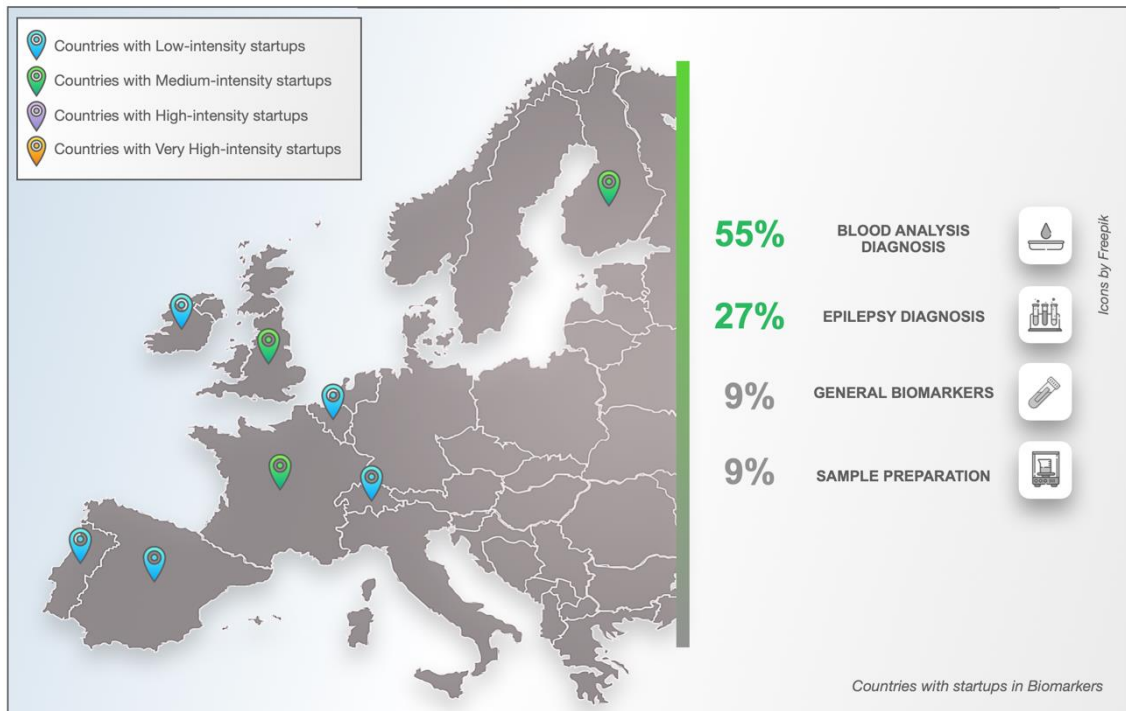 Countries with Low-intensity startups
Countries with Medium-intensity startups
Countries with High-intensity startups
Countries with Very High-intensity startups
55%
BLOOD ANALYSIS
DIAGNOSIS
27%
EPILEPSY DIAGNOSIS
9%
GENERAL BIOMARKERS
9%
SAMPLE PREPARATION
Icons by Freepik
Countries with startups in Biomarkers